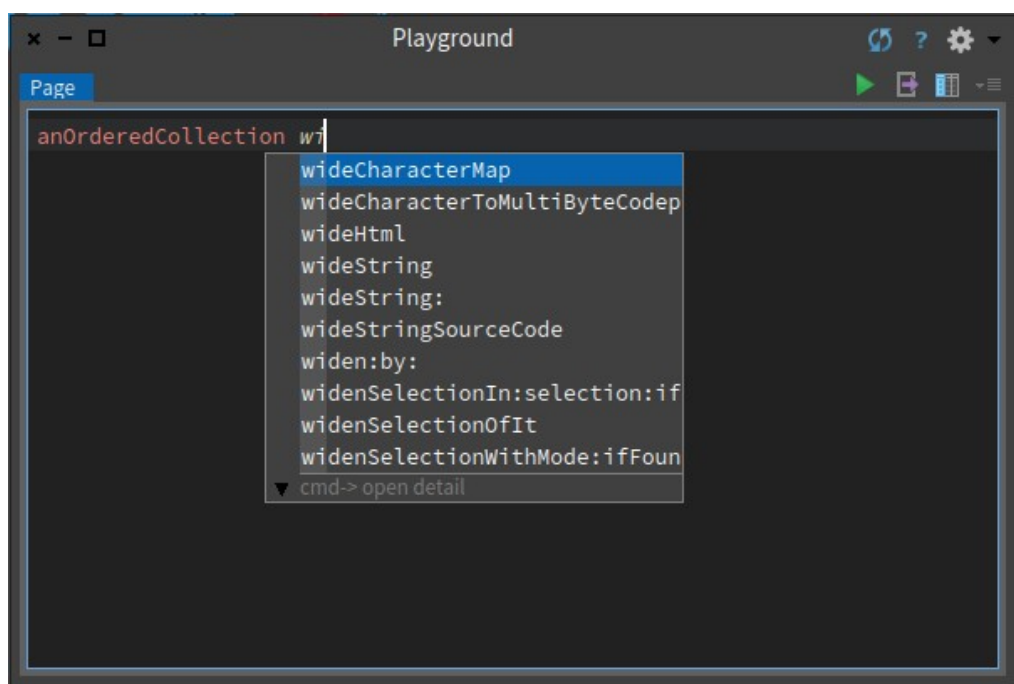 Playground
?
Page
anOrderedCollection wi
wideCharacterMap
wideCharacterToMultiByteCodep
wideHtml
wideString
wideString:
wideStringSourceCode
widen:by:
widenSelectionIn:selection:if
widenSelectionOfIt
widenSelectionWithMode:ifFoun
cmd-> open detail